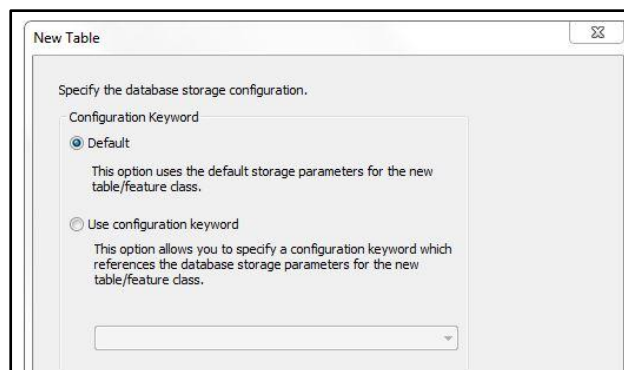 New Table
Specify the database storage configuration.
Configuration Keyword
Default
This option uses the default storage parameters for the new
table/feature class.
Use configuration keyword
This option allows you to specify a configuration keyword which
references the database storage parameters for the new
table/feature class.